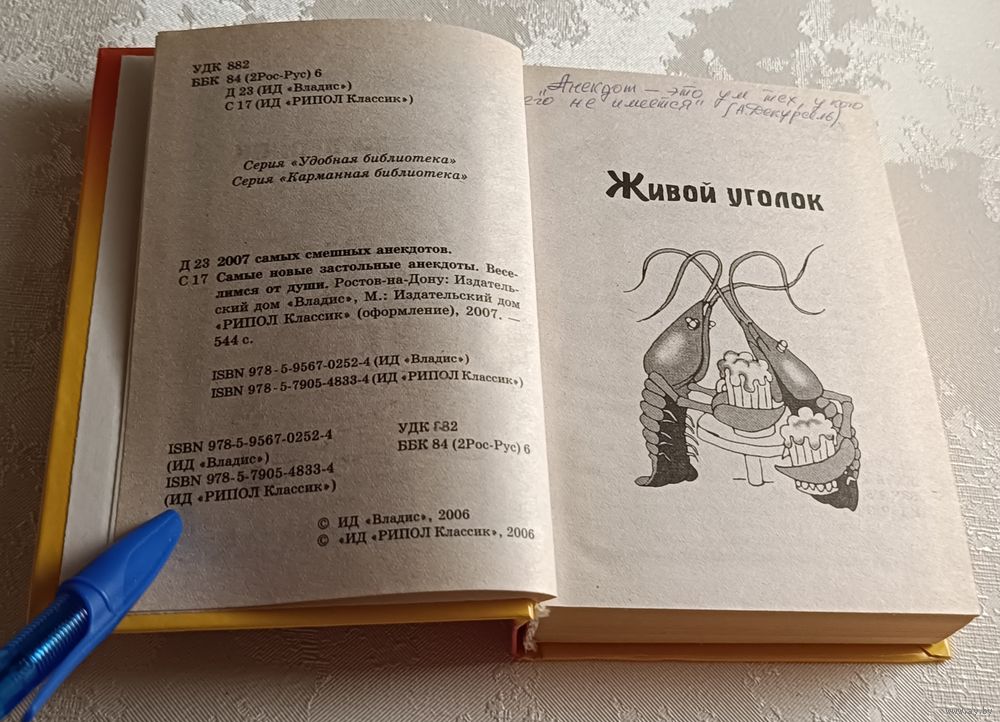 УДК 882
ББК 84 (2Рос-Рус) 6
Д 23 (ИД «Владис»)
С 17 (ИД «РИПОЛ Классик»)
Серия «Удобная библиотека»
Серия «Карманная библиотека»
Д 23 2007 самых смешных анекдотов.
С 17 Самые новые застольные анекдоты. Весе-
лимся от души. Ростов-на-Дону: Издатель-
ский дом «Владис», М.: Издательский дом
«РИПОЛ Классик» (оформление), 2007. —
544 с.
ISBN 978-5-9567-0252-4 (ИД «Владис»)
ISBN 978-5-7905-4833-4 (ИД «РИПОЛ Классик»)
УДК 882
ББК 84 (2Рос-Рус) 6
ISBN 978-5-9567-0252-4
(ИД «Владис»)
ISBN 978-5-7905-4833-4
(ИД «РИПОЛ Классик»)
© ИД «Владис», 2006
© «ИД «РИПОЛ Классик», 2006
„Анекдот — это ум тех, у кого
его не имеется" (А. Декурсель)
Живой уголок